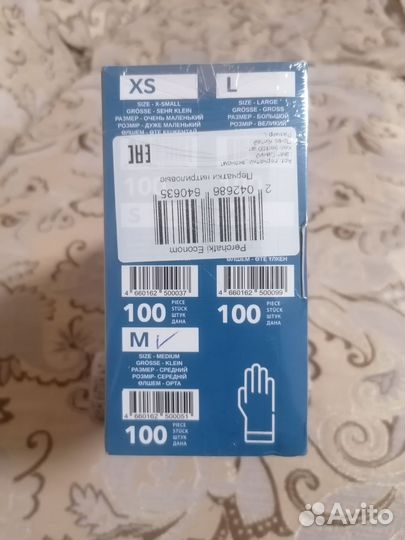 XS
SIZE - X-SMALL
GRÖSSE - SEHR KLEIN
РАЗМЕР - ОЧЕНЬ МАЛЕНЬКИЙ
РОЗМІР - ДУЖЕ МАЛЕНЬКИЙ
ӨЛШЕМ - ӨТЕ КІШКЕНТАЙ
L
SIZE - LARGE
GRÖSSE - GROSS
РАЗМЕР - БОЛЬШОЙ
РОЗМІР - ВЕЛИКИЙ
EAC
Перчатки нитриловые
2 042686 640635
Perchatki Econom
100
S
4 660162 500037
100 PIECE
STÜCK
ШТУК
ДАНА
4 660162 500099
100 PIECE
STÜCK
ШТУК
ДАНА
M
SIZE - MEDIUM
GRÖSSE - KLEIN
РАЗМЕР - СРЕДНИЙ
РОЗМІР- СЕРЕДНІЙ
ӨЛШЕМ - ОРТА
4 660162 500051
100 PIECE
STÜCK
ШТУК
ДАНА
Avito